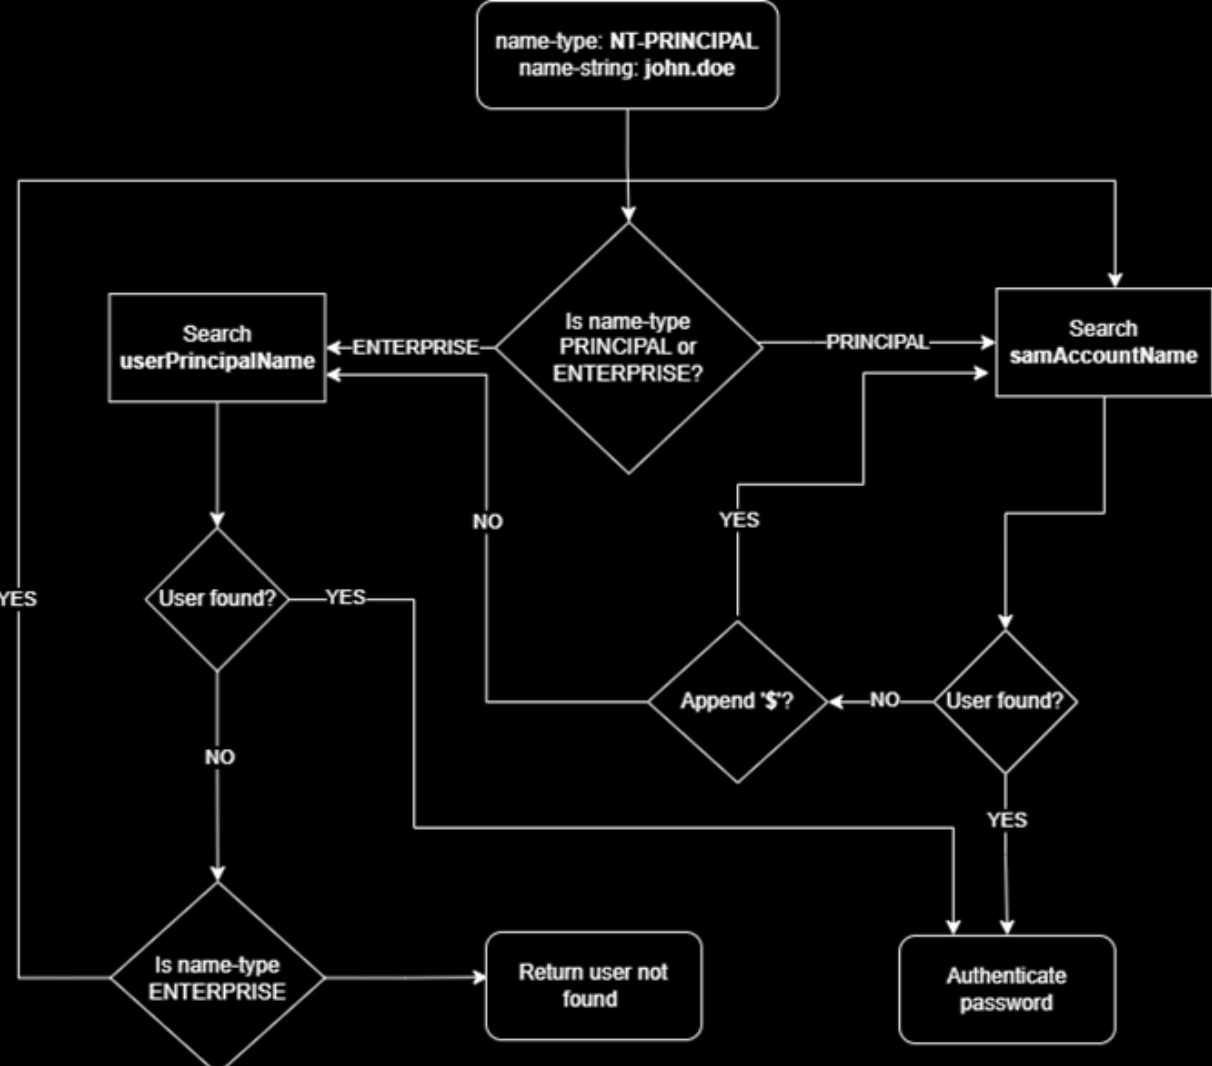 name-type: NT-PRINCIPAL
name-string: john.doe
Is name-type
PRINCIPAL or
ENTERPRISE?
ENTERPRISE
PRINCIPAL
Search
userPrincipalName
Search
samAccountName
NO
YES
YES
User found?
YES
Append '$'?
NO
User found?
NO
YES
Is name-type
ENTERPRISE
Return user not
found
Authenticate
password